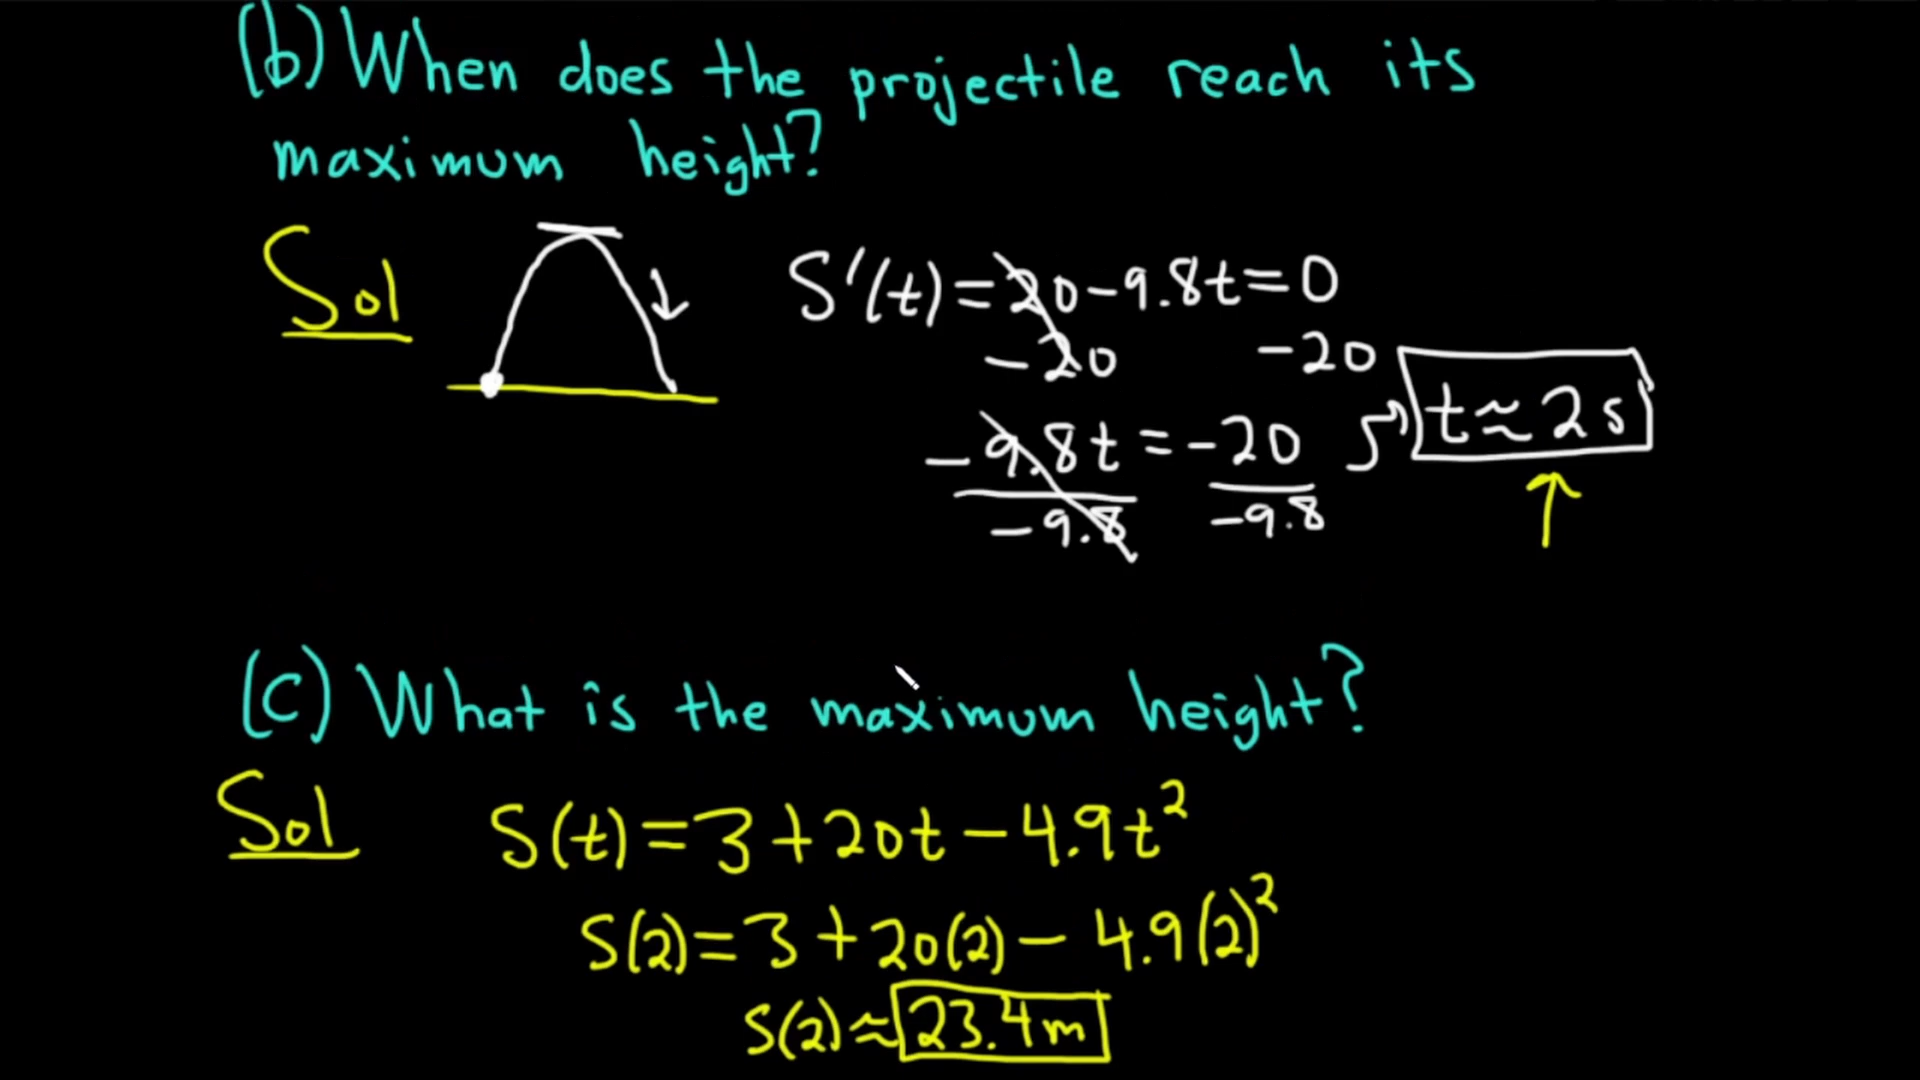 (b) When does the projectile reach its
maximum height?
Sol
S'(t)=20-9.8t=0
-20 -20
-9.8t=-20
-9.8 -9.8
t≈2s
(c) What is the maximum height?
Sol
S(t)=3+20t-4.9t²
S(2)=3+20(2)-4.9(2)²
S(2)≈23.4m